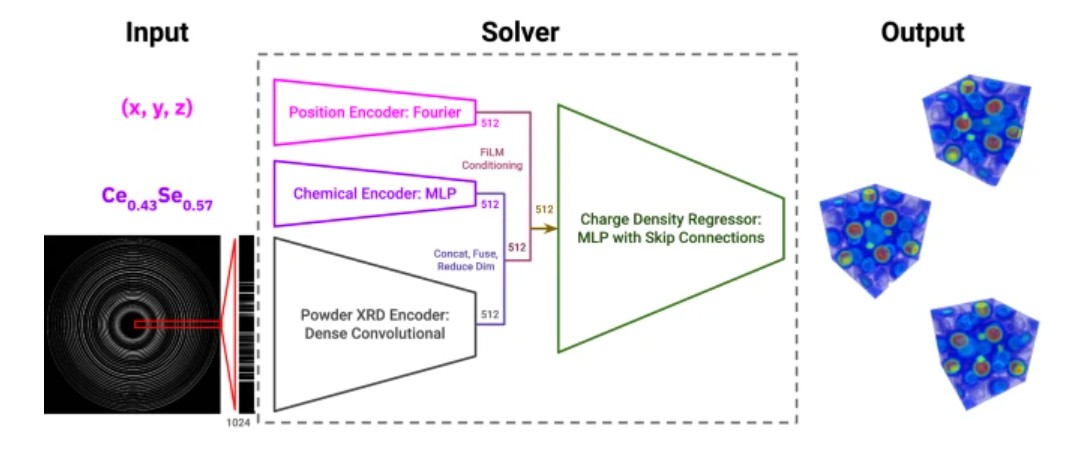 Input
Solver
Output
(x, y, z)
Position Encoder: Fourier
512
FiLM
Conditioning
Ce0.43Se0.57
Chemical Encoder: MLP
512
512
Charge Density Regressor:
MLP with Skip Connections
Concat, Fuse,
Reduce Dim
512
Powder XRD Encoder:
Dense Convolutional
512
1024